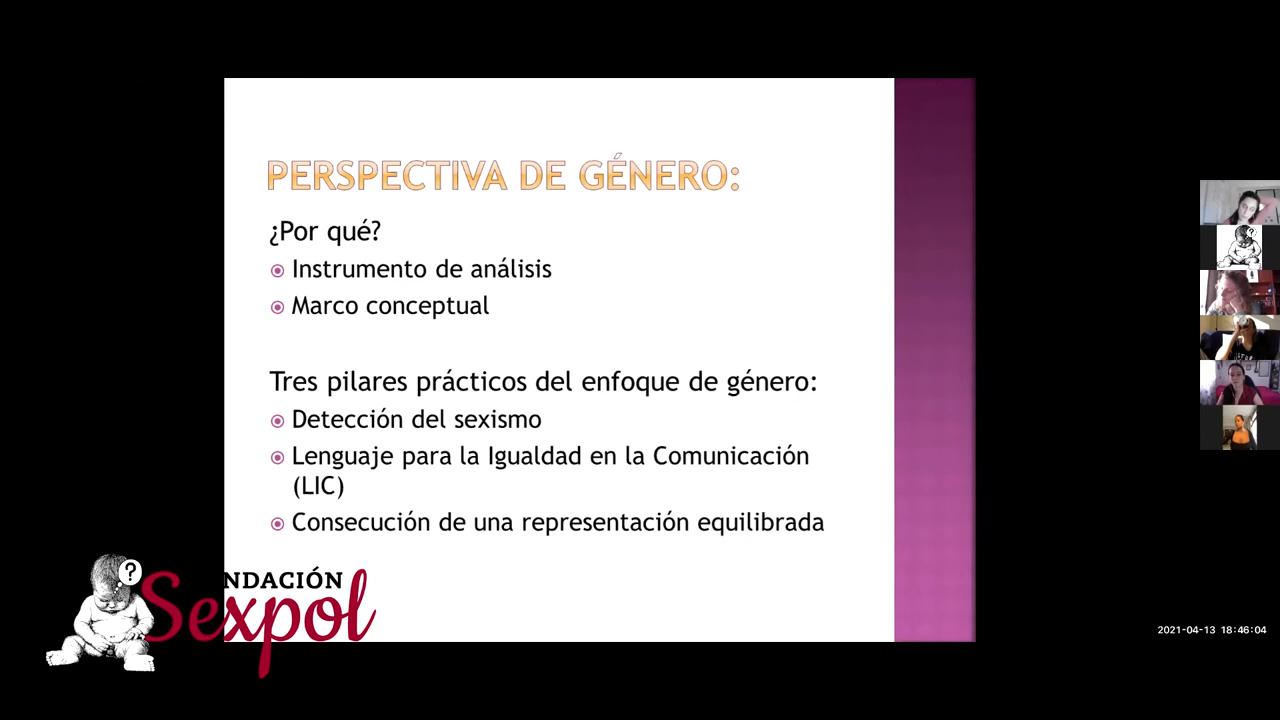 PERSPECTIVA DE GÉNERO:
¿Por qué?
Instrumento de análisis
Marco conceptual
Tres pilares prácticos del enfoque de género:
Detección del sexismo
Lenguaje para la Igualdad en la Comunicación
(LIC)
Consecución de una representación equilibrada
?
NDACIÓN
Sexpol
2021-04-13 18:46:04